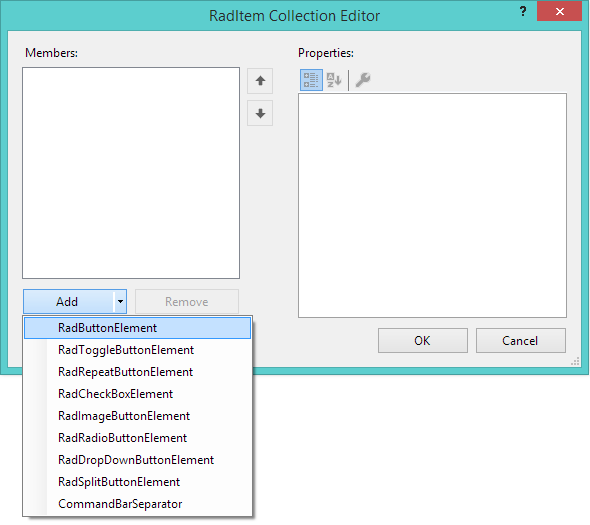 RadItem Collection Editor
?
Members:
Properties:
Add
Remove
RadButtonElement
RadToggleButtonElement
RadRepeatButtonElement
RadCheckBoxElement
RadImageButtonElement
RadRadioButtonElement
RadDropDownButtonElement
RadSplitButtonElement
CommandBarSeparator
OK
Cancel